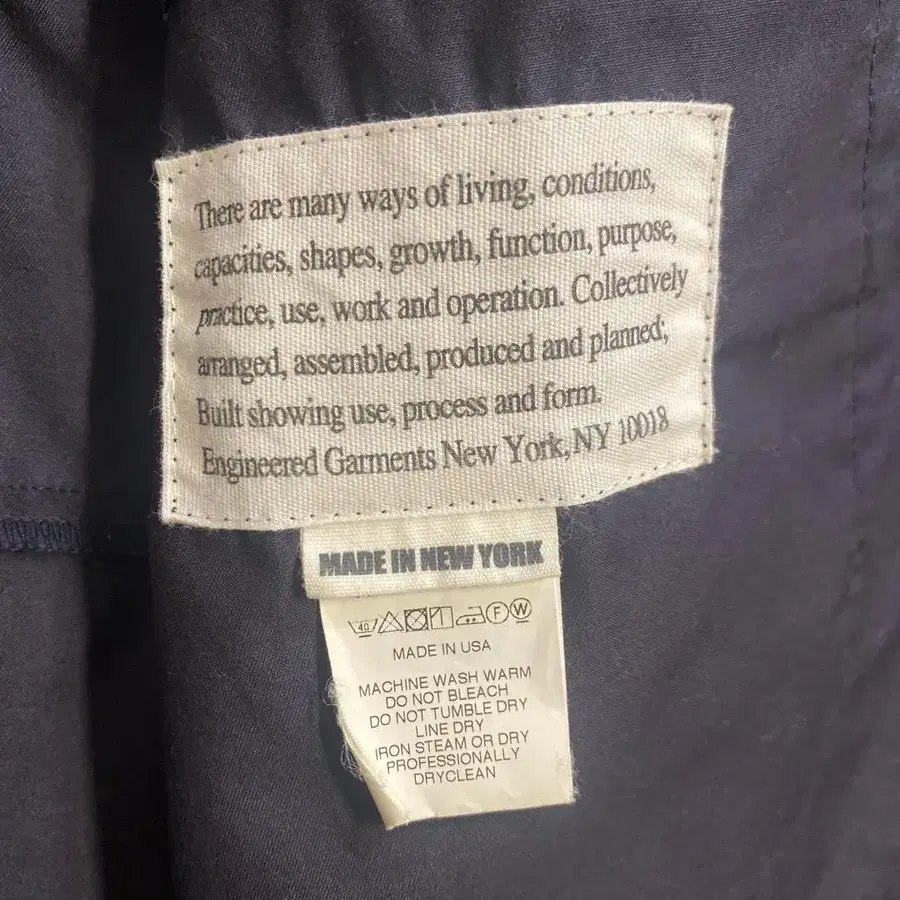 There are many ways of living, conditions,
capacities, shapes, growth, function, purpose,
practice, use, work and operation. Collectively
arranged, assembled, produced and planned;
Built showing use, process and form.
Engineered Garments New York, NY 10018
MADE IN NEW YORK
40 F W
MADE IN USA
MACHINE WASH WARM
DO NOT BLEACH
DO NOT TUMBLE DRY
LINE DRY
IRON STEAM OR DRY
PROFESSIONALLY
DRYCLEAN